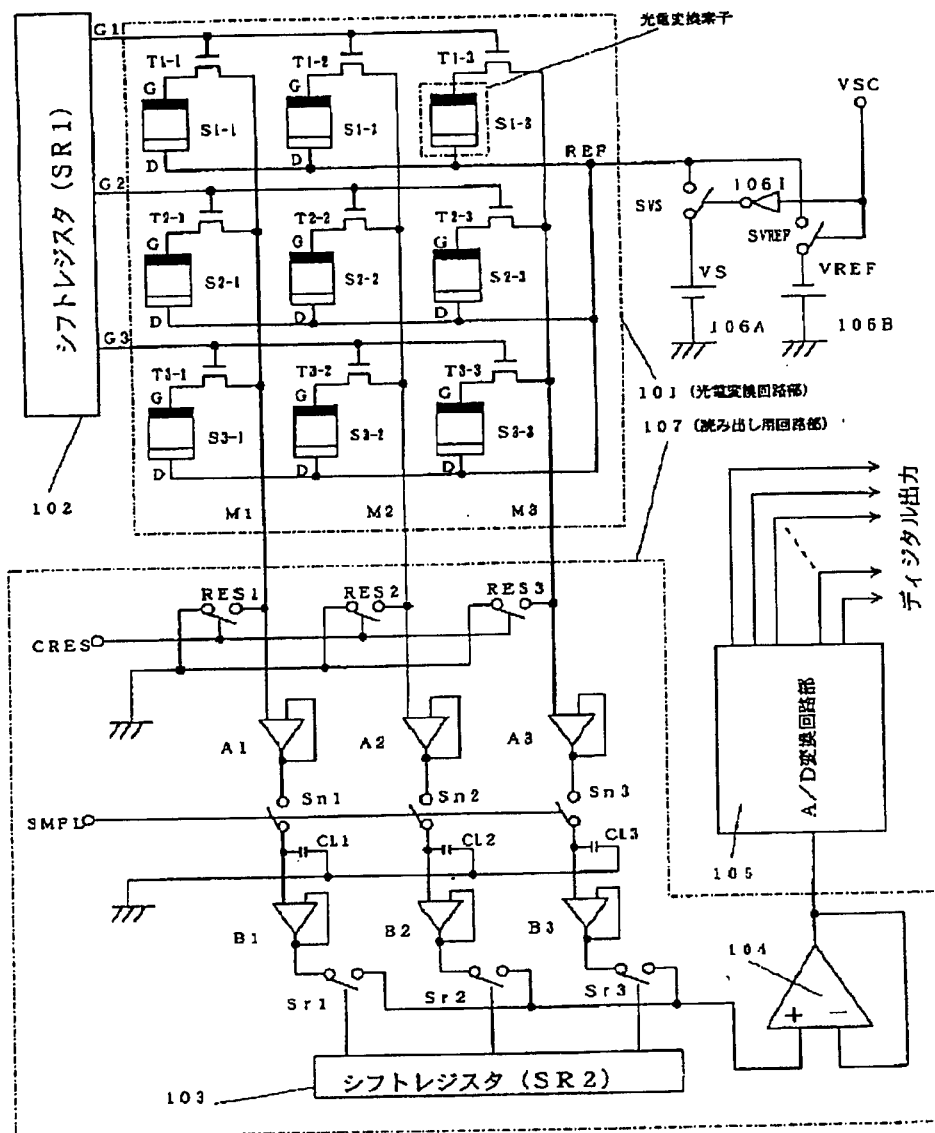 光電変換素子
G1
T1-1
T1-2
T1-3
VSC
G
S1-1
S1-2
S1-3
D
D
REF
シフトレジスタ(SR1)
G2
106I
SVS
SVREF
T2-2
T2-3
G
G
G
S2-1
S2-2
S2-3
VS
VREF
D
D
D
106A
106B
G3
T3-1
T3-2
T3-3
G
G
G
S3-1
S3-2
S3-3
D
D
D
101(光電変換回路部)
107(読み出し用回路部)
102
M1
M2
M3
ディジタル出力
RES1
RES2
RES3
CRES
A1
A2
A3
A/D変換回路部
Sn1
Sn2
Sn3
SMPL
CL1
CL2
CL3
105
B1
B2
B3
104
Sr1
Sr2
Sr3
+ −
シフトレジスタ(SR2)
103